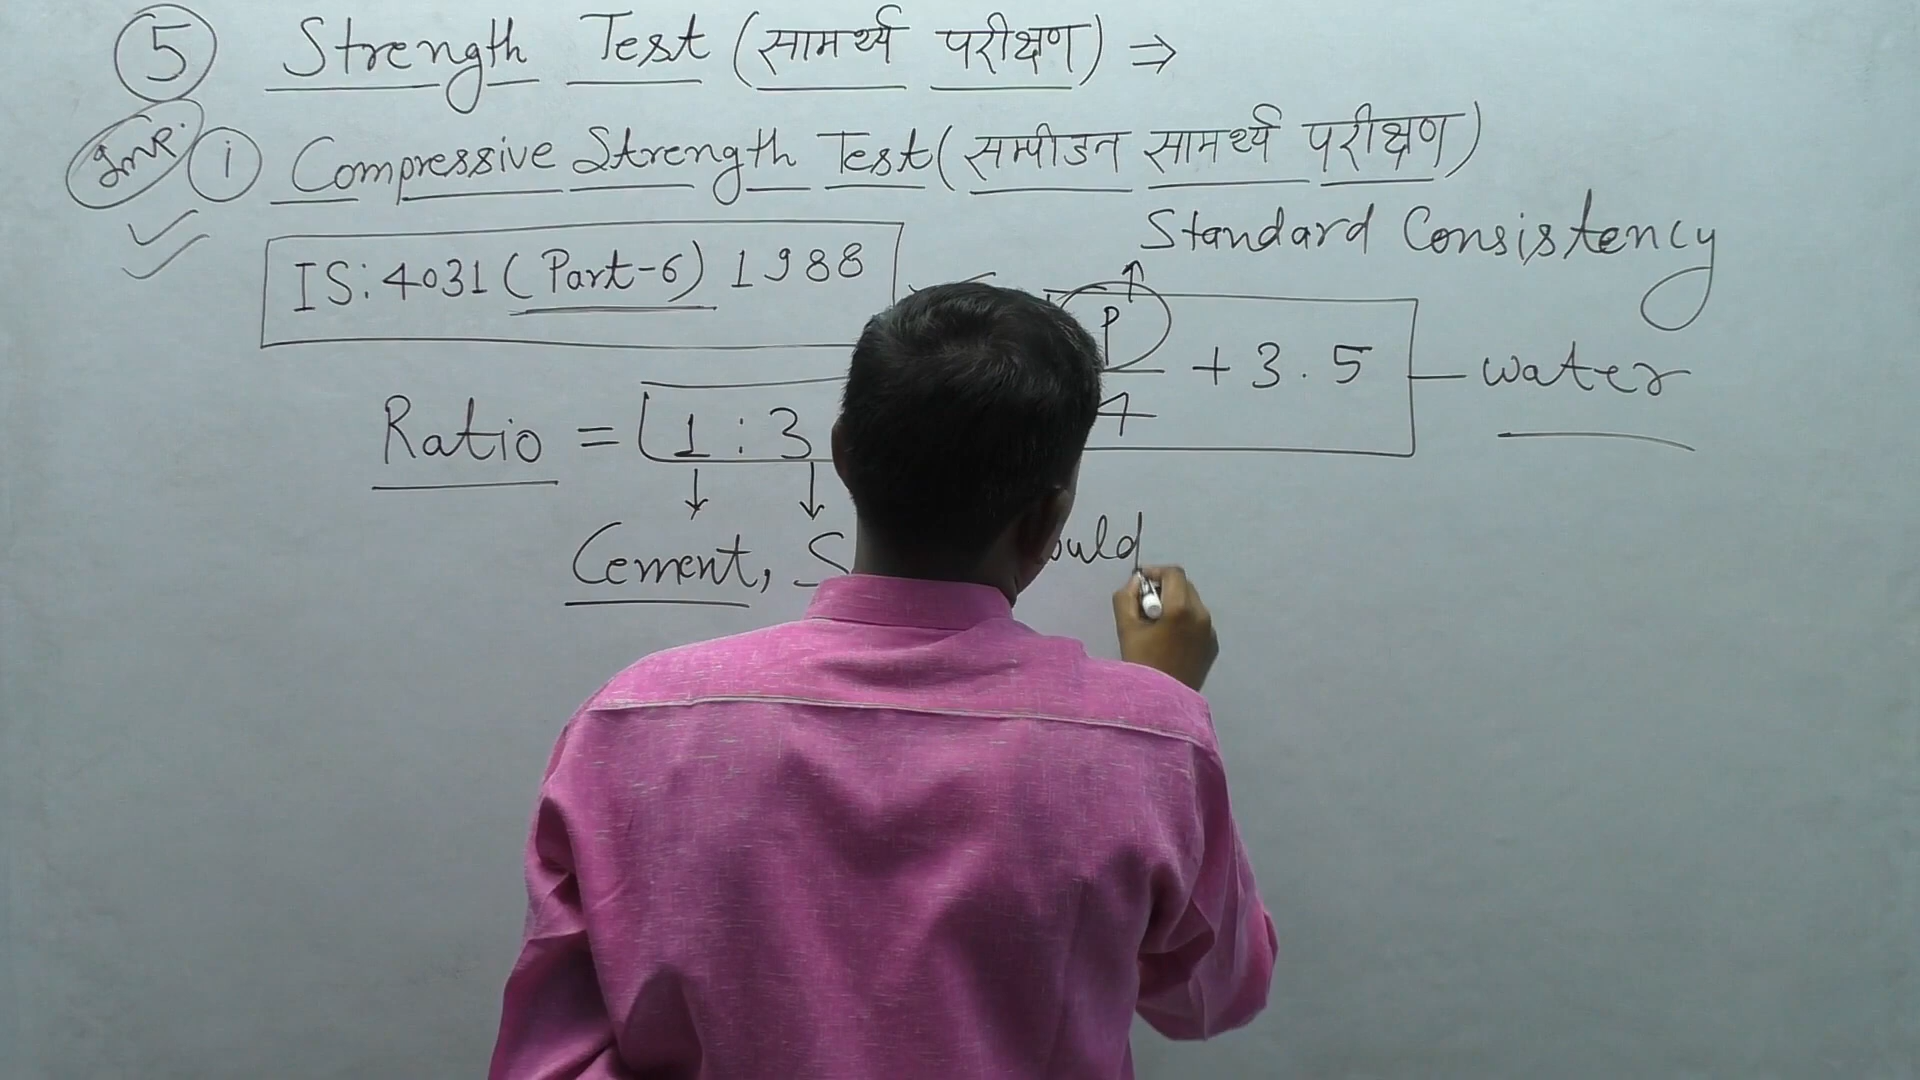 5 Strength Test (सामर्थ्य परीक्षण) ⇒
Imp. i Compressive Strength Test (सम्पीडन सामर्थ्य परीक्षण)
Standard Consistency
IS: 4031 (Part-6) 1988
P/4 + 3.5 — water
Ratio = 1 : 3
Cement,